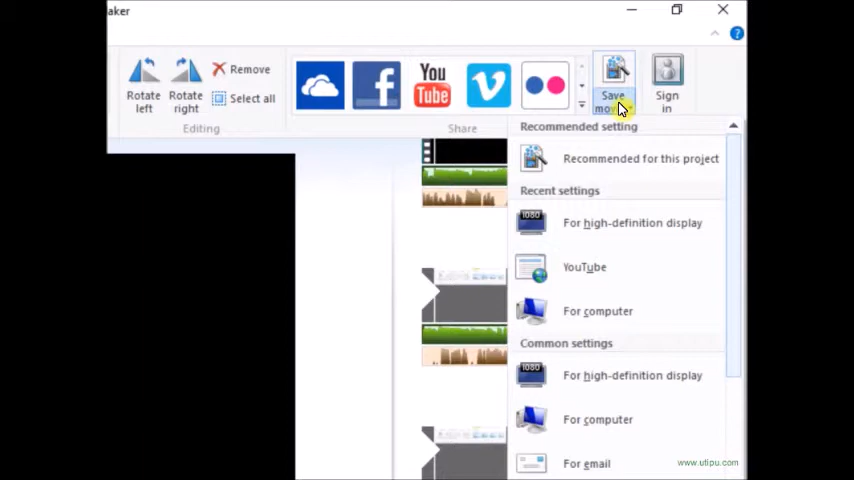 aker
Rotate left
Rotate right
Remove
Select all
Editing
You
Tube
Share
Save
Sign in
Recommended setting
Recommended for this project
Recent settings
1080
For high-definition display
YouTube
For computer
Common settings
1080
For high-definition display
For computer
For email
www.utipu.com